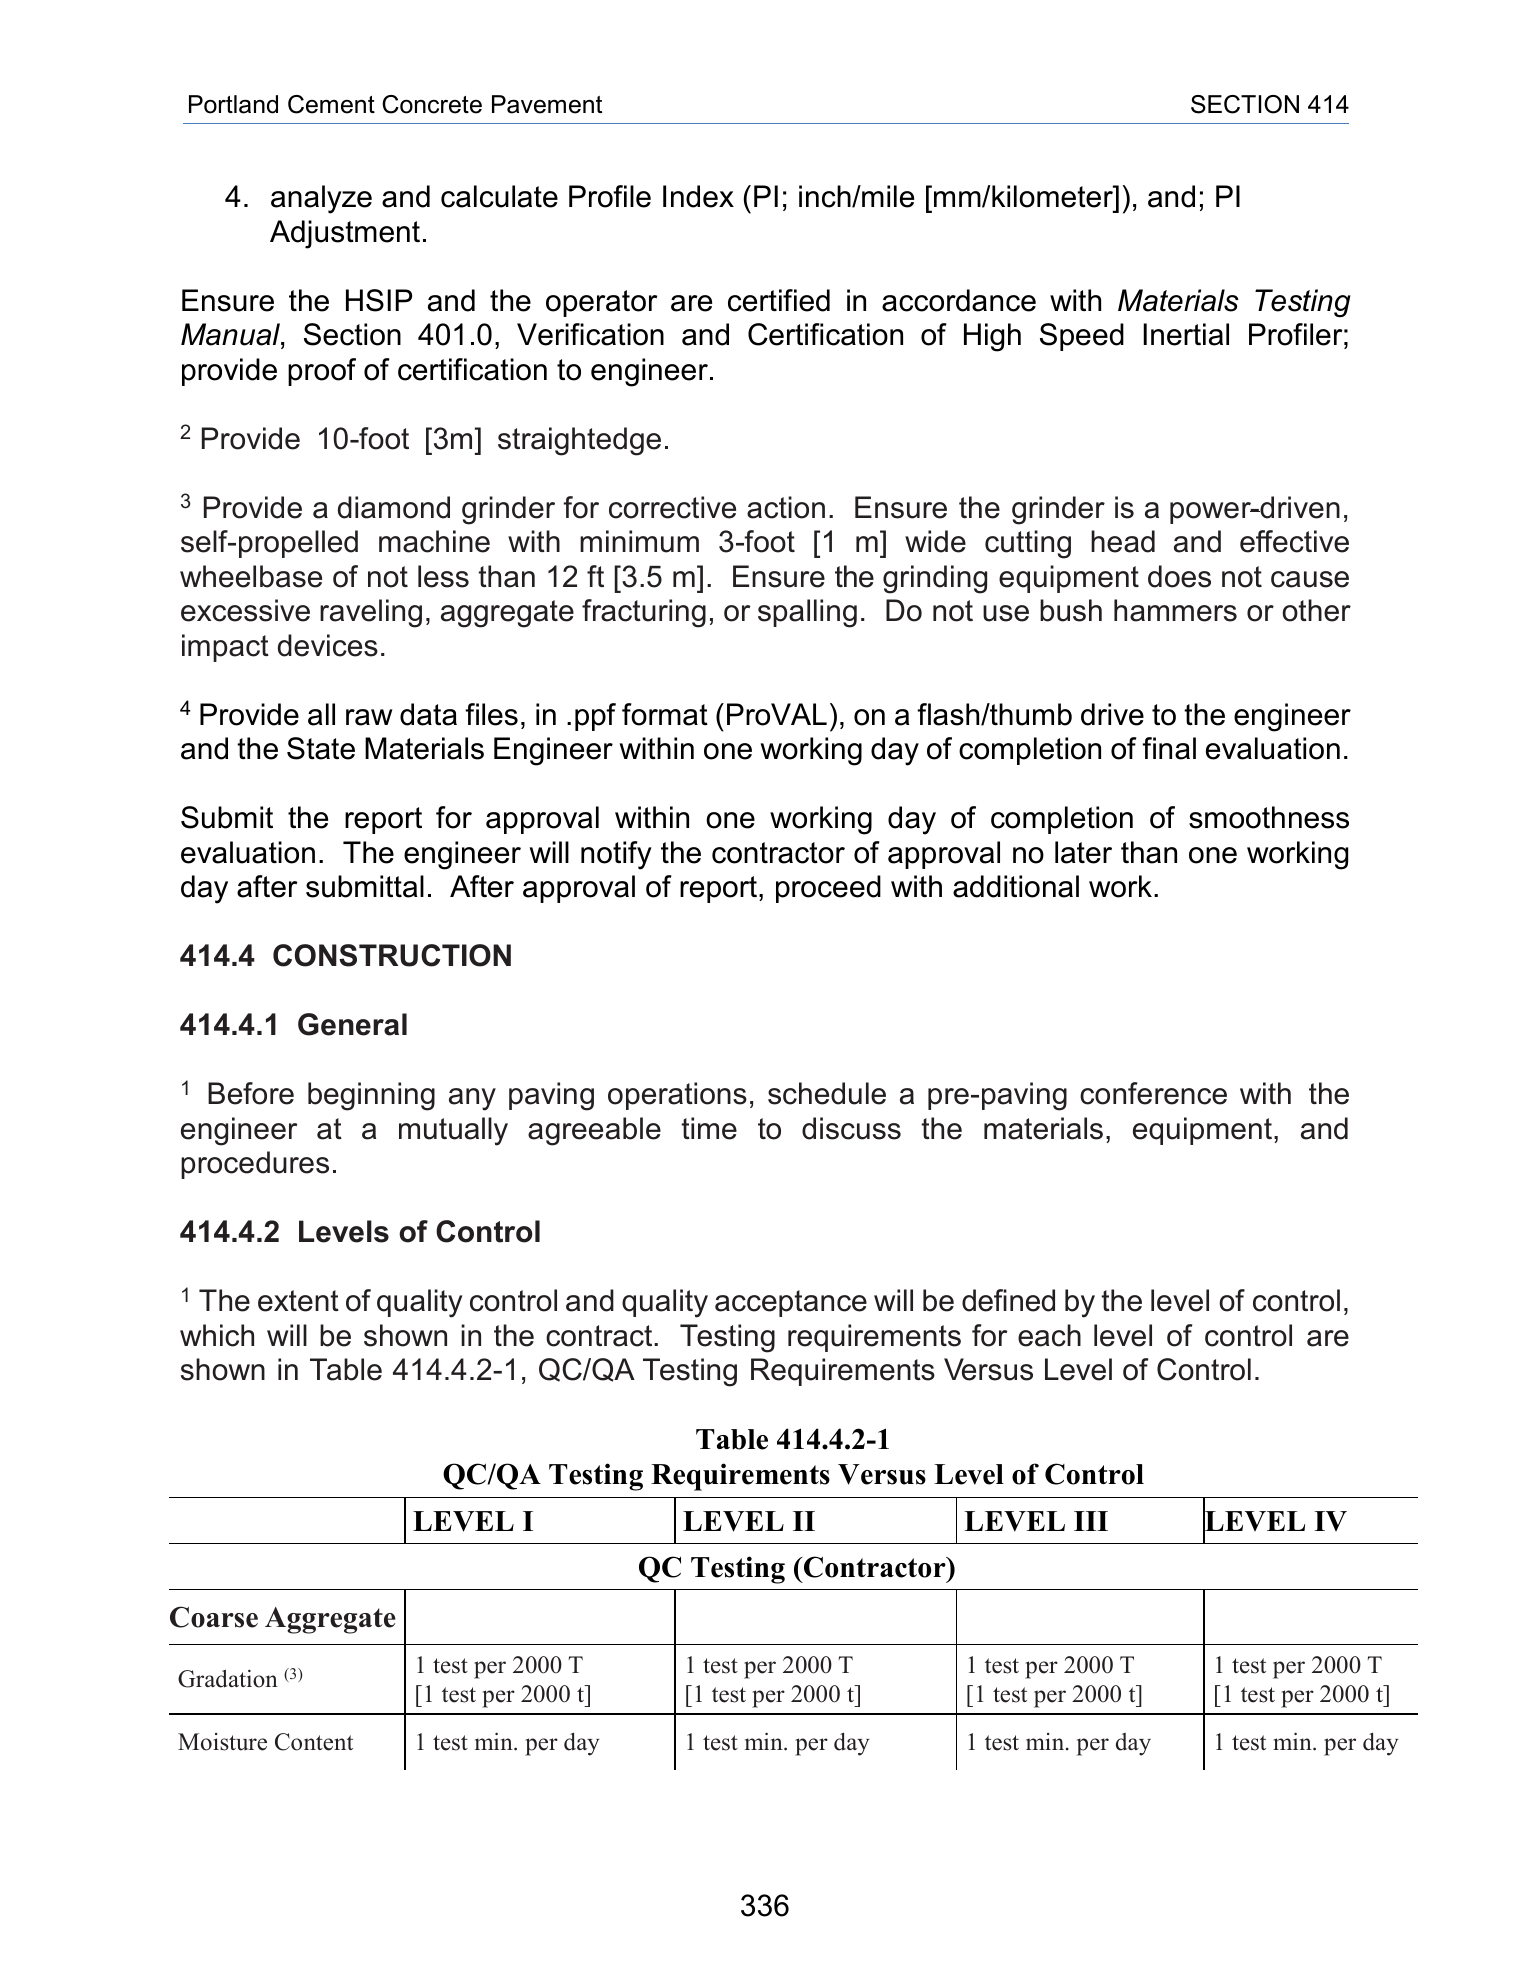 Portland Cement Concrete Pavement SECTION 414
4. analyze and calculate Profile Index (PI; inch/mile [mm/kilometer]), and; PI
Adjustment.
Ensure the HSIP and the operator are certified in accordance with Materials Testing
Manual, Section 401.0, Verification and Certification of High Speed Inertial Profiler;
provide proof of certification to engineer.
2 Provide 10-foot [3m] straightedge.
3 Provide a diamond grinder for corrective action. Ensure the grinder is a power-driven,
self-propelled machine with minimum 3-foot [1 m] wide cutting head and effective
wheelbase of not less than 12 ft [3.5 m]. Ensure the grinding equipment does not cause
excessive raveling, aggregate fracturing, or spalling. Do not use bush hammers or other
impact devices.
4 Provide all raw data files, in .ppf format (ProVAL), on a flash/thumb drive to the engineer
and the State Materials Engineer within one working day of completion of final evaluation.
Submit the report for approval within one working day of completion of smoothness
evaluation. The engineer will notify the contractor of approval no later than one working
day after submittal. After approval of report, proceed with additional work.
414.4 CONSTRUCTION
414.4.1 General
1 Before beginning any paving operations, schedule a pre-paving conference with the
engineer at a mutually agreeable time to discuss the materials, equipment, and
procedures.
414.4.2 Levels of Control
1 The extent of quality control and quality acceptance will be defined by the level of control,
which will be shown in the contract. Testing requirements for each level of control are
shown in Table 414.4.2-1, QC/QA Testing Requirements Versus Level of Control.
Table 414.4.2-1
QC/QA Testing Requirements Versus Level of Control
LEVEL I LEVEL II LEVEL III LEVEL IV
QC Testing (Contractor)
Coarse Aggregate
Gradation (3) 1 test per 2000 T 1 test per 2000 T 1 test per 2000 T 1 test per 2000 T
[1 test per 2000 t] [1 test per 2000 t] [1 test per 2000 t] [1 test per 2000 t]
Moisture Content 1 test min. per day 1 test min. per day 1 test min. per day 1 test min. per day
336